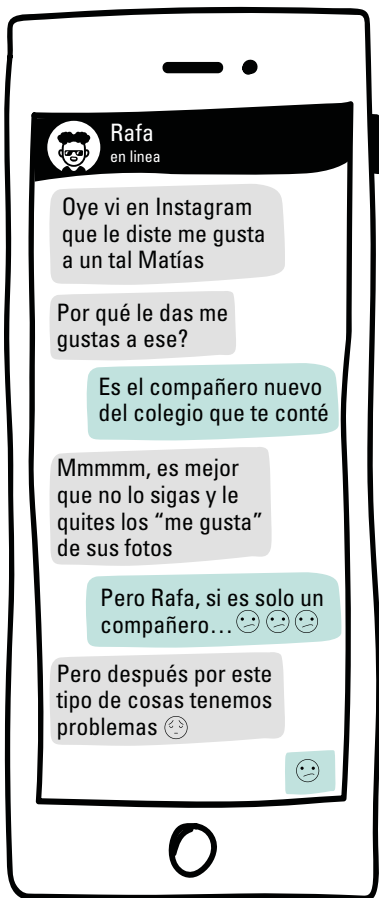 Rafa
en linea
Oye vi en Instagram
que le diste me gusta
a un tal Matías
Por qué le das me
gustas a ese?
Es el compañero nuevo
del colegio que te conté
Mmmmm, es mejor
que no lo sigas y le
quites los “me gusta”
de sus fotos
Pero Rafa, si es solo un
compañero…
Pero después por este
tipo de cosas tenemos
problemas